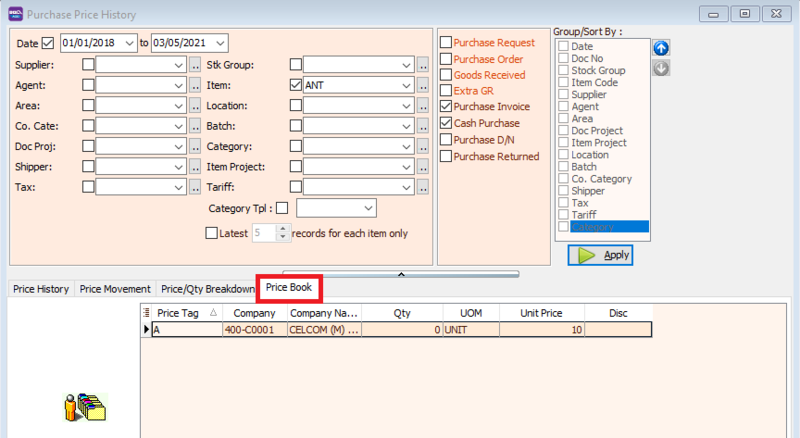 Purchase Price History
Date 01/01/2018 to 03/05/2021
Supplier: .. Stk Group: ..
Agent: .. Item: ANT ..
Area: .. Location: ..
Co. Cate: .. Batch: ..
Doc Proj: .. Category: ..
Shipper: .. Item Project: ..
Tax: .. Tariff: ..
Category Tpl :
Latest 5 records for each item only
Purchase Request
Purchase Order
Goods Received
Extra GR
Purchase Invoice
Cash Purchase
Purchase D/N
Purchase Returned
Group/Sort By :
Date
Doc No
Stock Group
Item Code
Supplier
Agent
Area
Doc Project
Item Project
Location
Batch
Co. Category
Shipper
Tax
Tariff
Category
Apply
Price History Price Movement Price/Qty Breakdown Price Book
Price Tag Company Company Na... Qty UOM Unit Price Disc
A 400-C0001 CELCOM (M) ... 0 UNIT 10